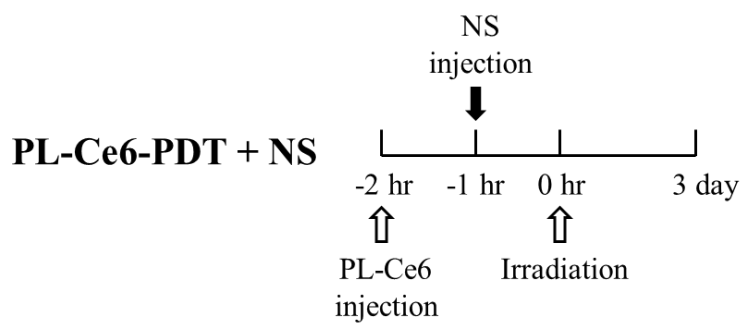 NS
injection
PL-Ce6-PDT + NS
-2 hr -1 hr 0 hr 3 day
PL-Ce6
injection
Irradiation